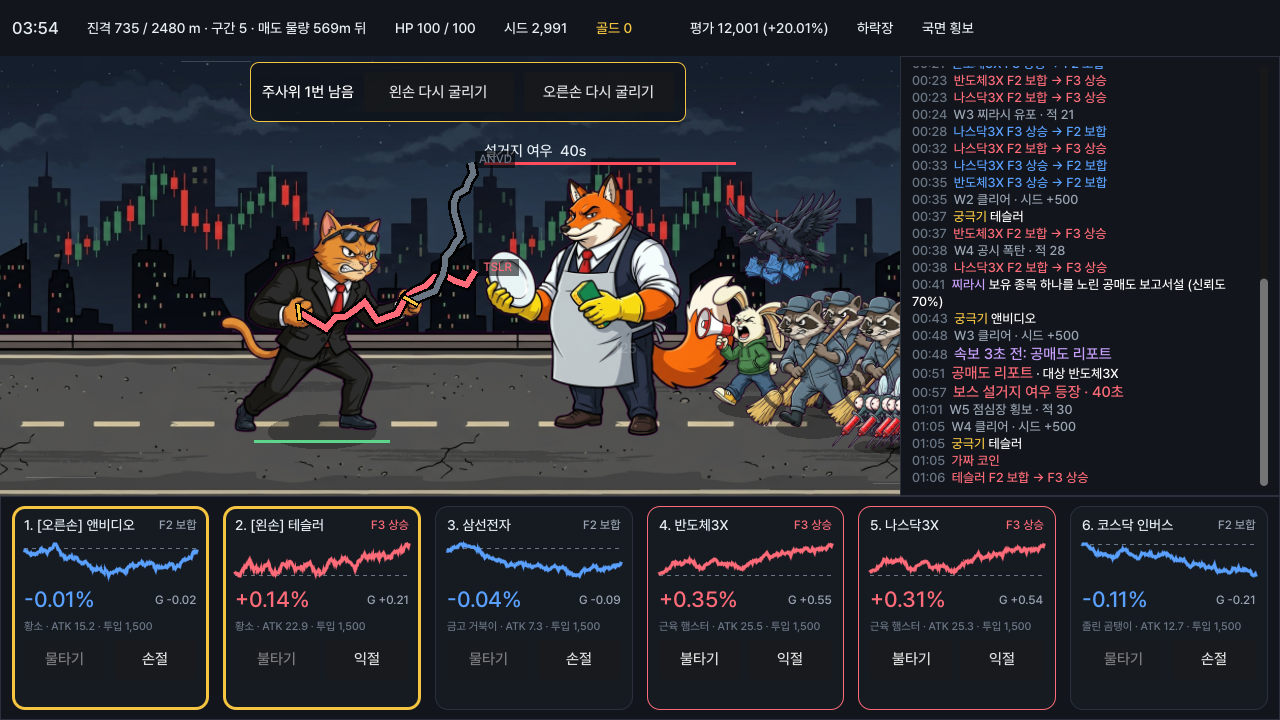 03:54 진격 735 / 2480 m · 구간 5 · 매도 물량 569m 뒤 HP 100 / 100 시드 2,991 골드 0 평가 12,001 (+20.01%) 하락장 국면 횡보
주사위 1번 남음 왼손 다시 굴리기 오른손 다시 굴리기
설거지 여우 40s
ANVD
TSLR
00:23 반도체3X F2 보합 → F3 상승
00:23 나스닥3X F2 보합 → F3 상승
00:24 W3 찌라시 유포 · 적 21
00:28 나스닥3X F3 상승 → F2 보합
00:32 나스닥3X F2 보합 → F3 상승
00:33 나스닥3X F3 상승 → F2 보합
00:35 반도체3X F3 상승 → F2 보합
00:35 W2 클리어 · 시드 +500
00:37 궁극기 테슬러
00:37 반도체3X F2 보합 → F3 상승
00:38 W4 공시 폭탄 · 적 28
00:38 나스닥3X F2 보합 → F3 상승
00:41 찌라시 보유 종목 하나를 노린 공매도 보고서설 (신뢰도
70%)
00:43 궁극기 앤비디오
00:48 W3 클리어 · 시드 +500
00:48 속보 3초 전: 공매도 리포트
00:51 공매도 리포트 · 대상 반도체3X
00:57 보스 설거지 여우 등장 · 40초
01:01 W5 점심장 횡보 · 적 30
01:05 W4 클리어 · 시드 +500
01:05 궁극기 테슬러
01:05 가짜 코인
01:06 테슬러 F2 보합 → F3 상승
1. [오른손] 앤비디오 F2 보합
-0.01% G -0.02
황소 · ATK 15.2 · 투입 1,500
물타기 손절
2. [왼손] 테슬러 F3 상승
+0.14% G +0.21
황소 · ATK 22.9 · 투입 1,500
불타기 익절
3. 삼선전자 F2 보합
-0.04% G -0.09
금고 거북이 · ATK 7.3 · 투입 1,500
물타기 손절
4. 반도체3X F3 상승
+0.35% G +0.55
근육 햄스터 · ATK 25.5 · 투입 1,500
불타기 익절
5. 나스닥3X F3 상승
+0.31% G +0.54
근육 햄스터 · ATK 25.3 · 투입 1,500
불타기 익절
6. 코스닥 인버스 F2 보합
-0.11% G -0.21
졸린 곰탱이 · ATK 12.7 · 투입 1,500
물타기 손절